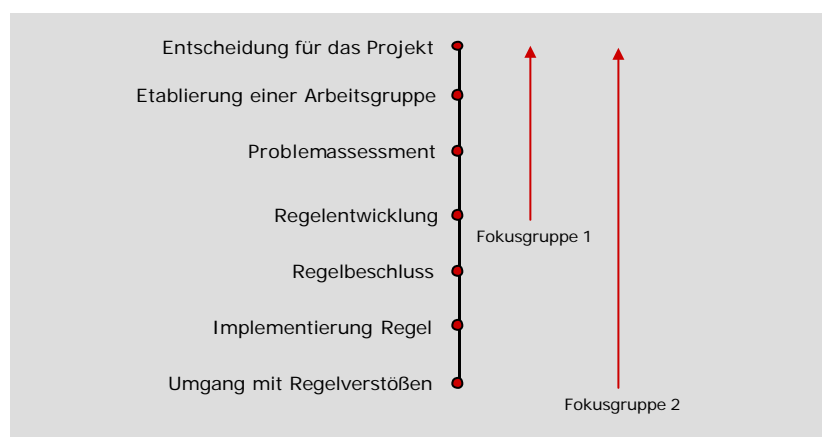 Entscheidung für das Projekt
Etablierung einer Arbeitsgruppe
Problemassessment
Regelentwicklung
Fokusgruppe 1
Regelbeschluss
Implementierung Regel
Umgang mit Regelverstößen
Fokusgruppe 2